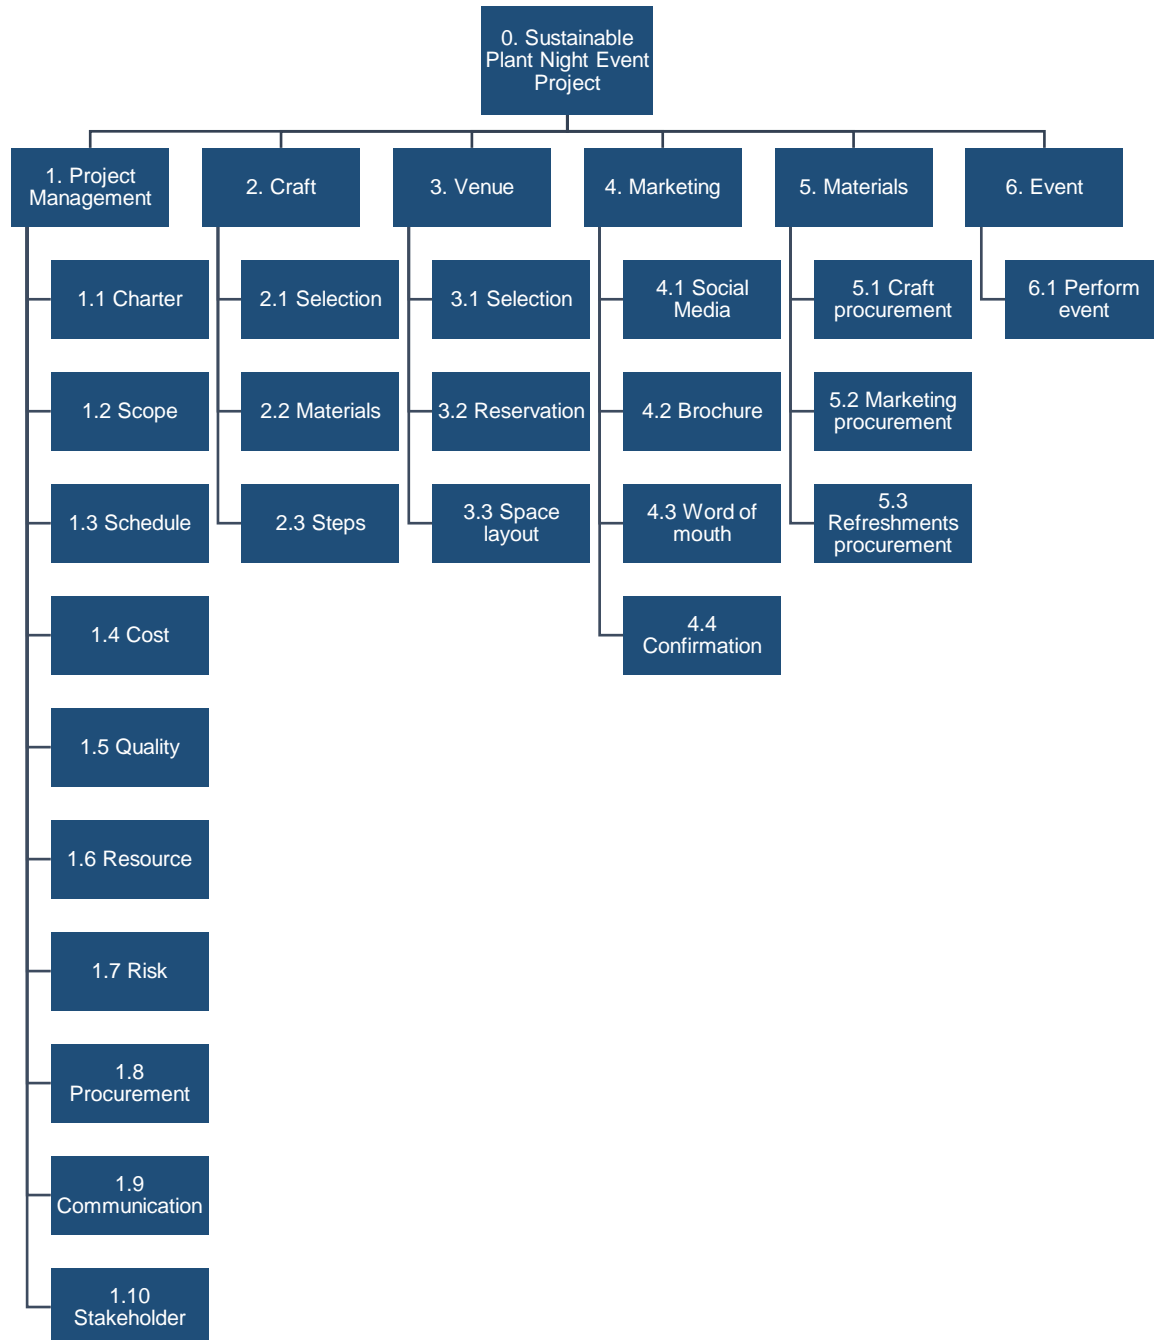 0. Sustainable
Plant Night Event
Project
1. Project
Management
2. Craft
3. Venue
4. Marketing
5. Materials
6. Event
1.1 Charter
2.1 Selection
3.1 Selection
4.1 Social
Media
5.1 Craft
procurement
6.1 Perform
event
1.2 Scope
2.2 Materials
3.2 Reservation
4.2 Brochure
5.2 Marketing
procurement
1.3 Schedule
2.3 Steps
3.3 Space
layout
4.3 Word of
mouth
5.3
Refreshments
procurement
1.4 Cost
4.4
Confirmation
1.5 Quality
1.6 Resource
1.7 Risk
1.8
Procurement
1.9
Communication
1.10
Stakeholder